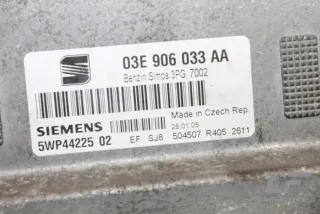 03E 906 033 AA
Benzin Simos 3PG 7002
Made in Czech Rep.
SIEMENS 28.01.05
5WP44225 02 EF SJ8 504507 R405 2611